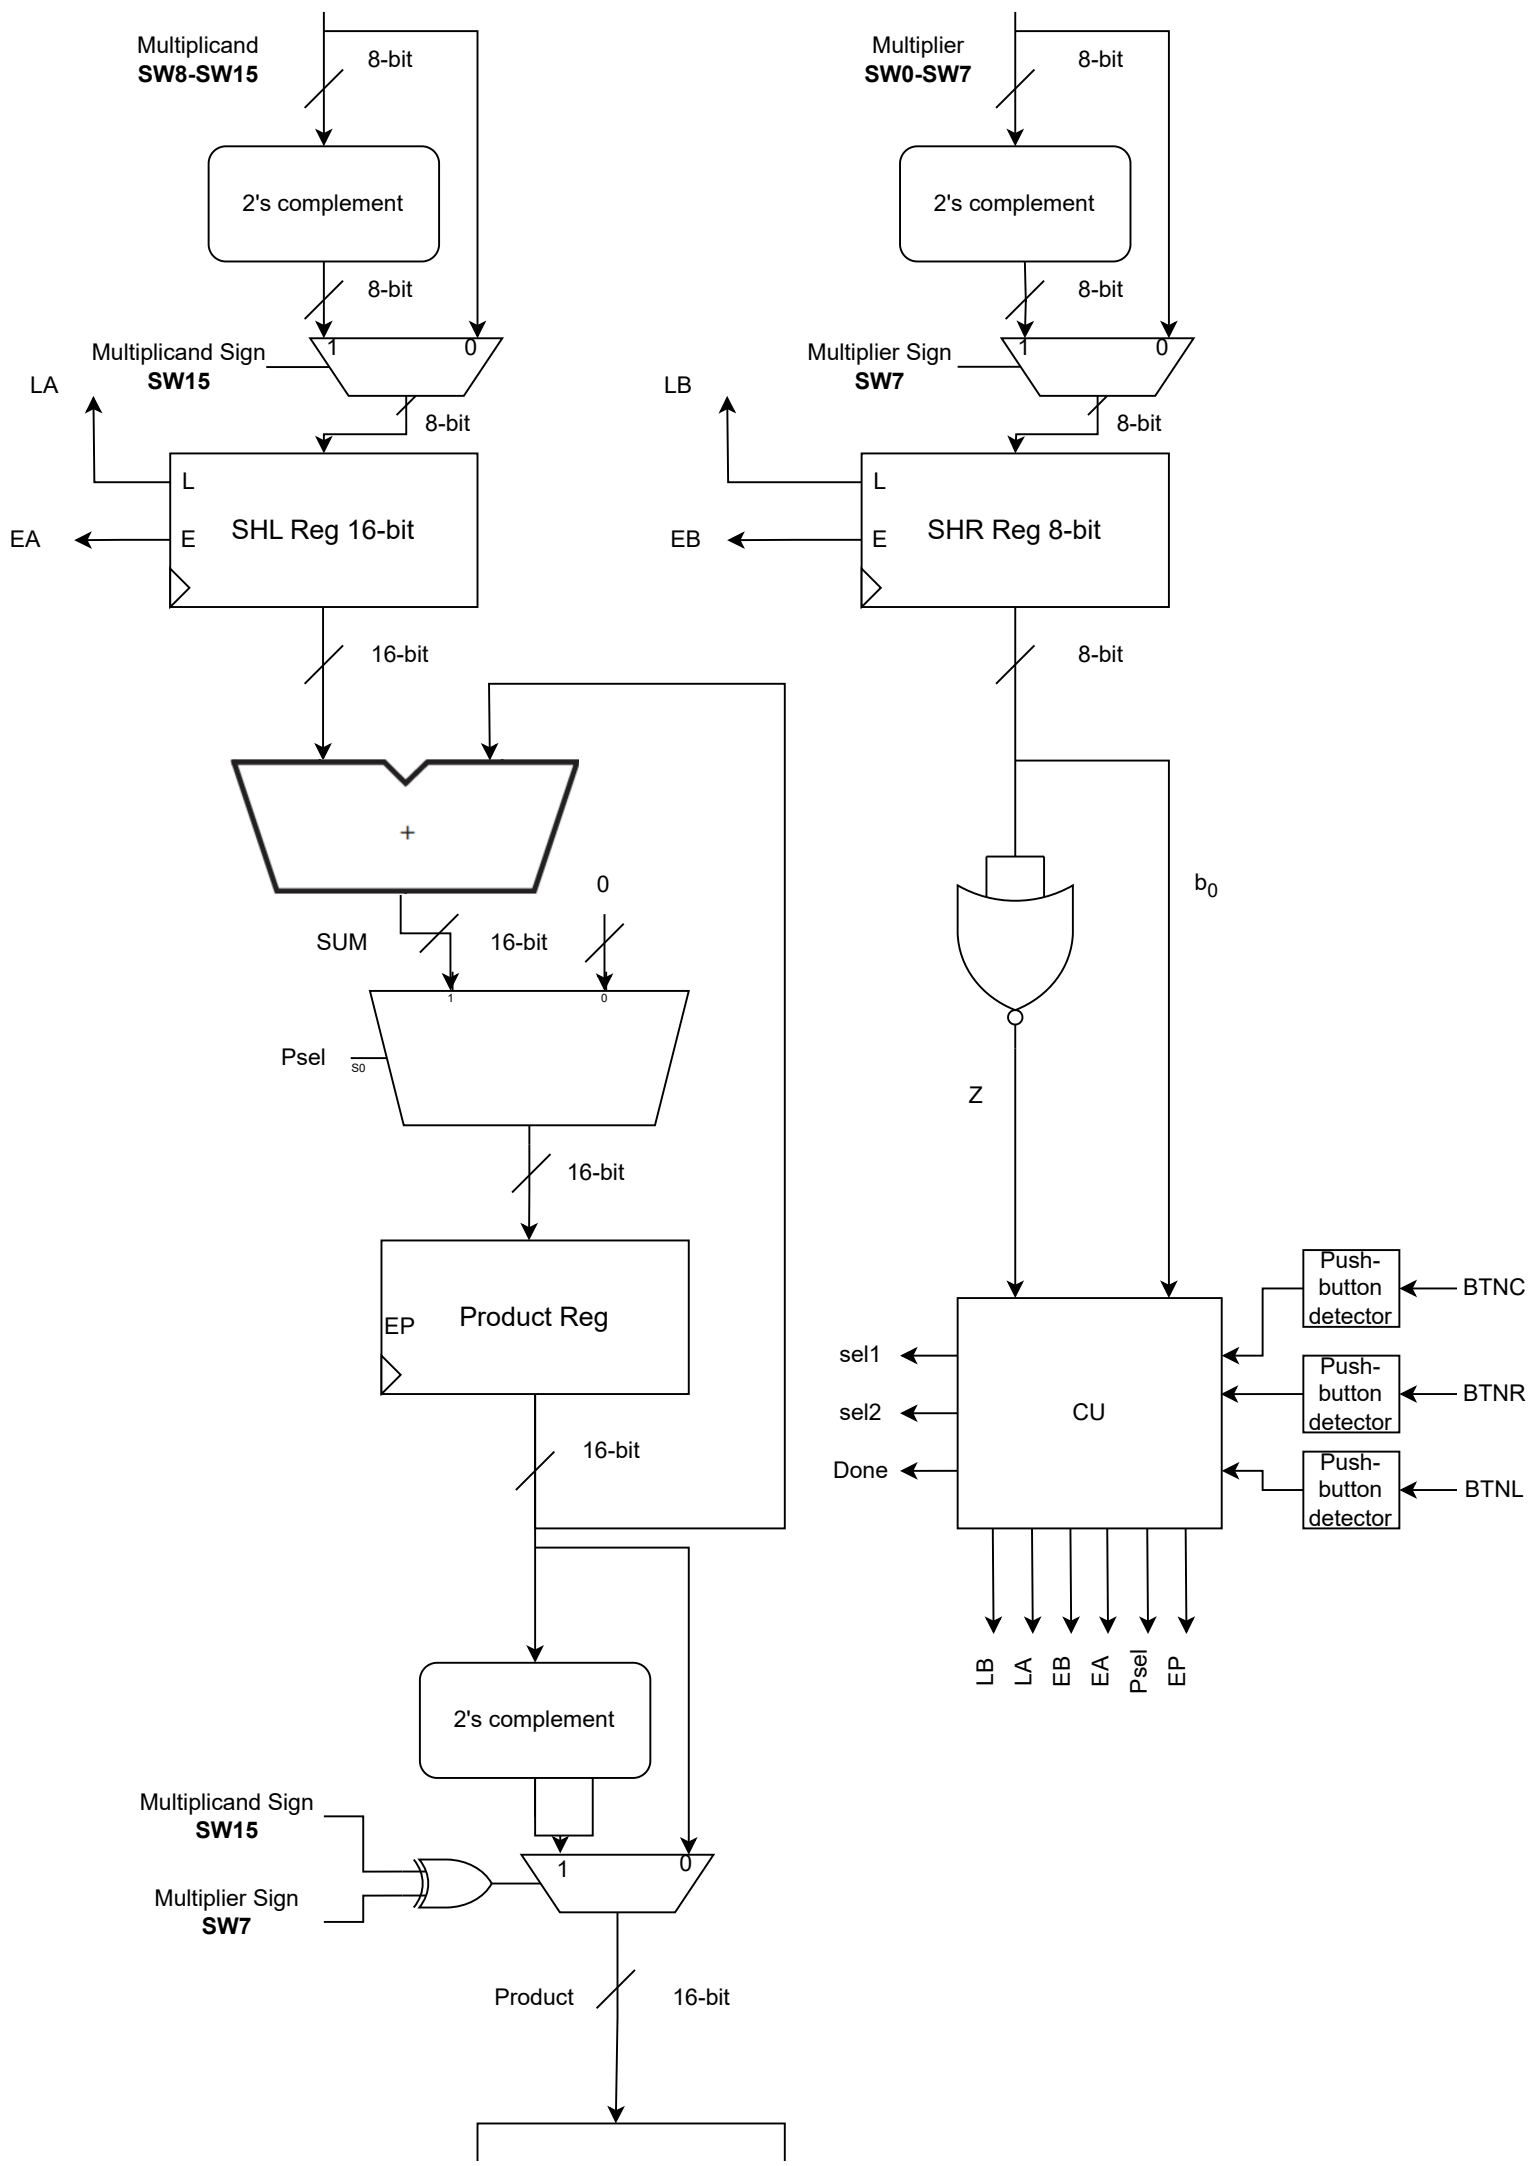 Multiplicand
SW8-SW15
8-bit
Multiplier
SW0-SW7
8-bit
2's complement
2's complement
8-bit
8-bit
1
0
1
0
Multiplicand Sign
SW15
Multiplier Sign
SW7
LA
LB
8-bit
8-bit
L
L
EA
E
SHL Reg 16-bit
EB
E
SHR Reg 8-bit
16-bit
8-bit
+
0
b0
SUM
16-bit
1
0
Psel
S0
Z
16-bit
Push-
button
detector
BTNC
EP
Product Reg
sel1
Push-
button
detector
BTNR
sel2
CU
16-bit
Done
Push-
button
detector
BTNL
LB
LA
EB
EA
Psel
EP
2's complement
Multiplicand Sign
SW15
1
0
Multiplier Sign
SW7
Product
16-bit